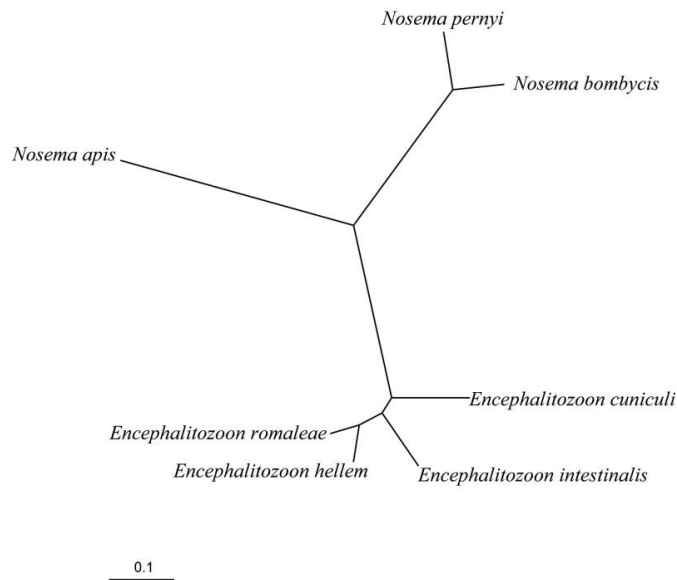 Nosema pernyi
Nosema bombycis
Nosema apis
Encephalitozoon cuniculi
Encephalitozoon romaleae
Encephalitozoon hellem
Encephalitozoon intestinalis
0.1